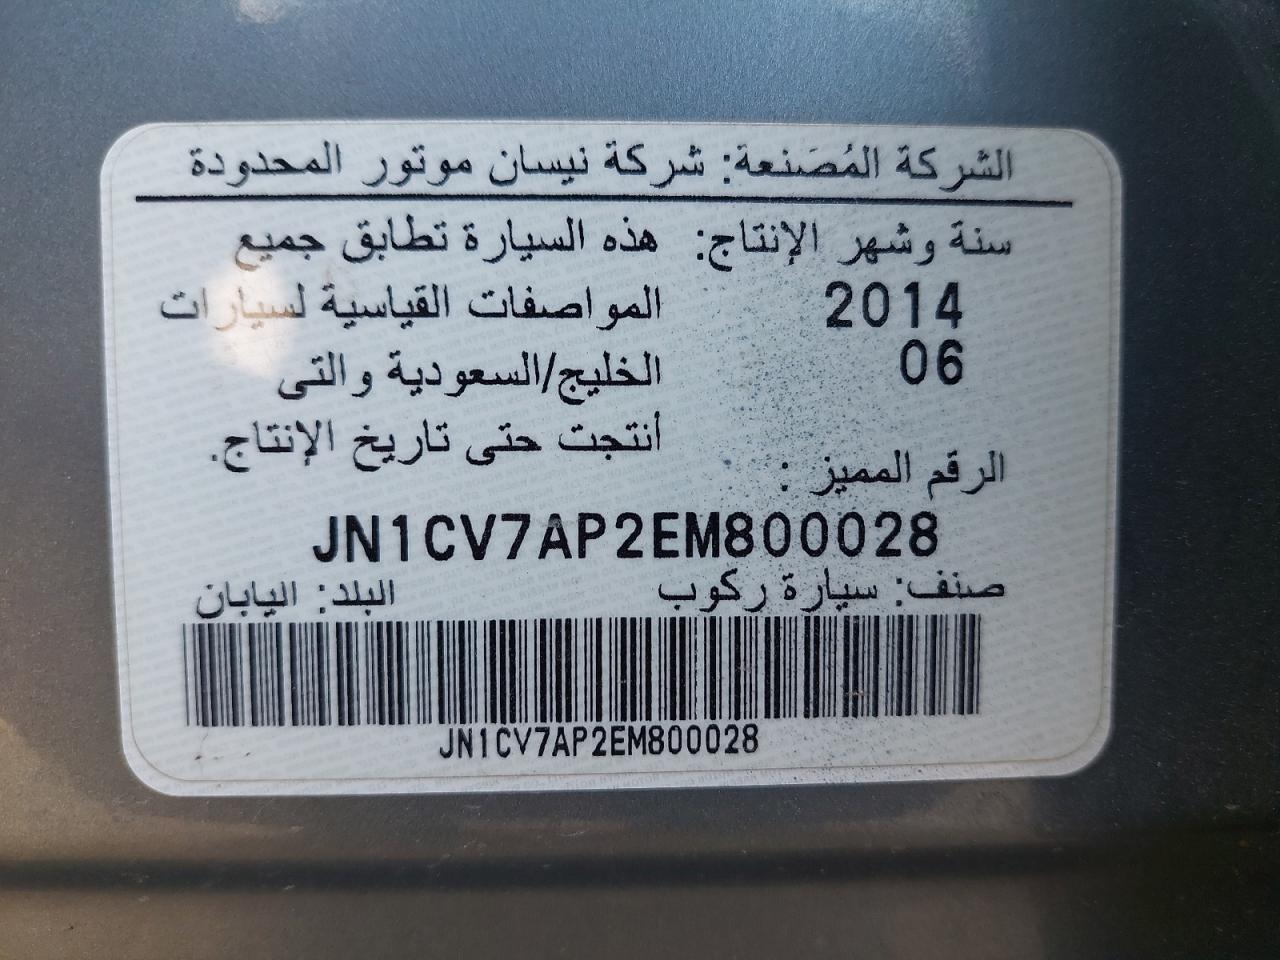 الشركة المُصَنعة: شركة نيسان موتور المحدودة
سنة وشهر الإنتاج:
2014
06
هذه السيارة تطابق جميع
المواصفات القياسية لسيارات
الخليج/السعودية والتى
أنتجت حتى تاريخ الإنتاج.
الرقم المميز :
JN1CV7AP2EM800028
صنف: سيارة ركوب
البلد: اليابان
JN1CV7AP2EM800028